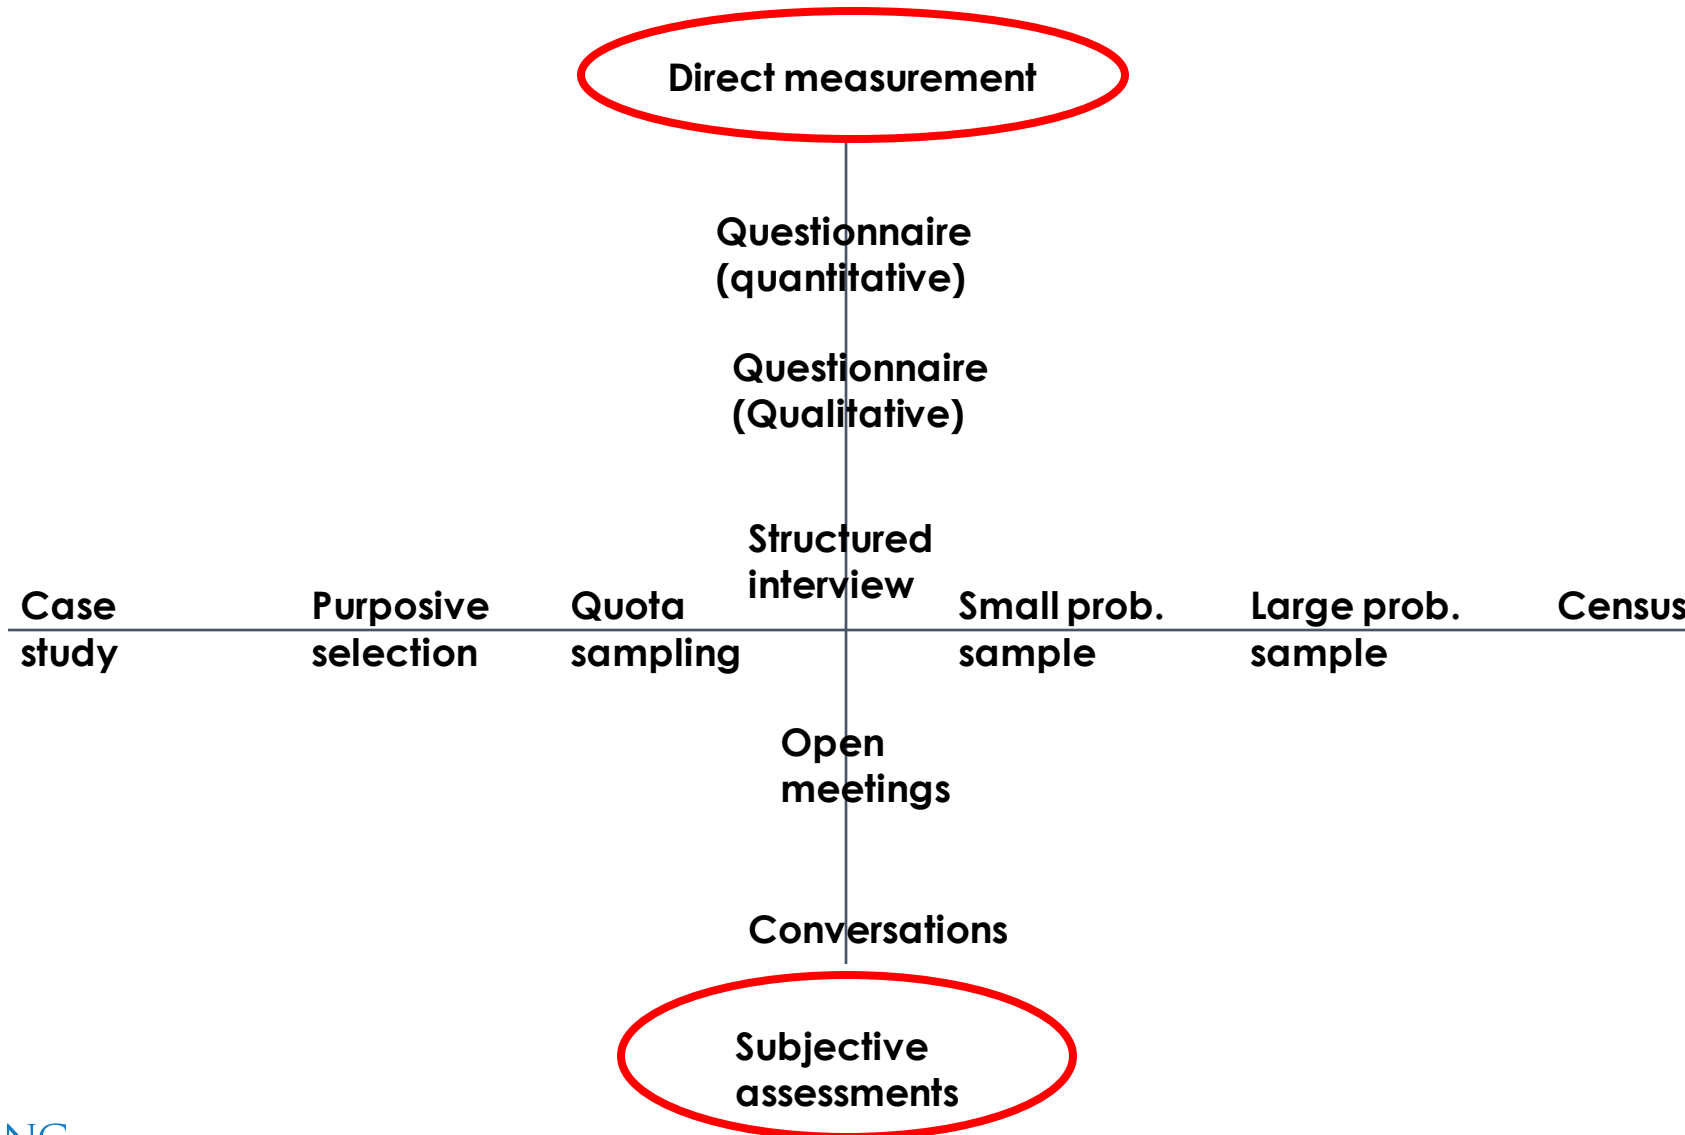 Direct measurement
Questionnaire
(quantitative)
Questionnaire
(Qualitative)
Structured
interview
Case
study
Purposive
selection
Quota
sampling
Small prob.
sample
Large prob.
sample
Census
Open
meetings
Conversations
Subjective
assessments